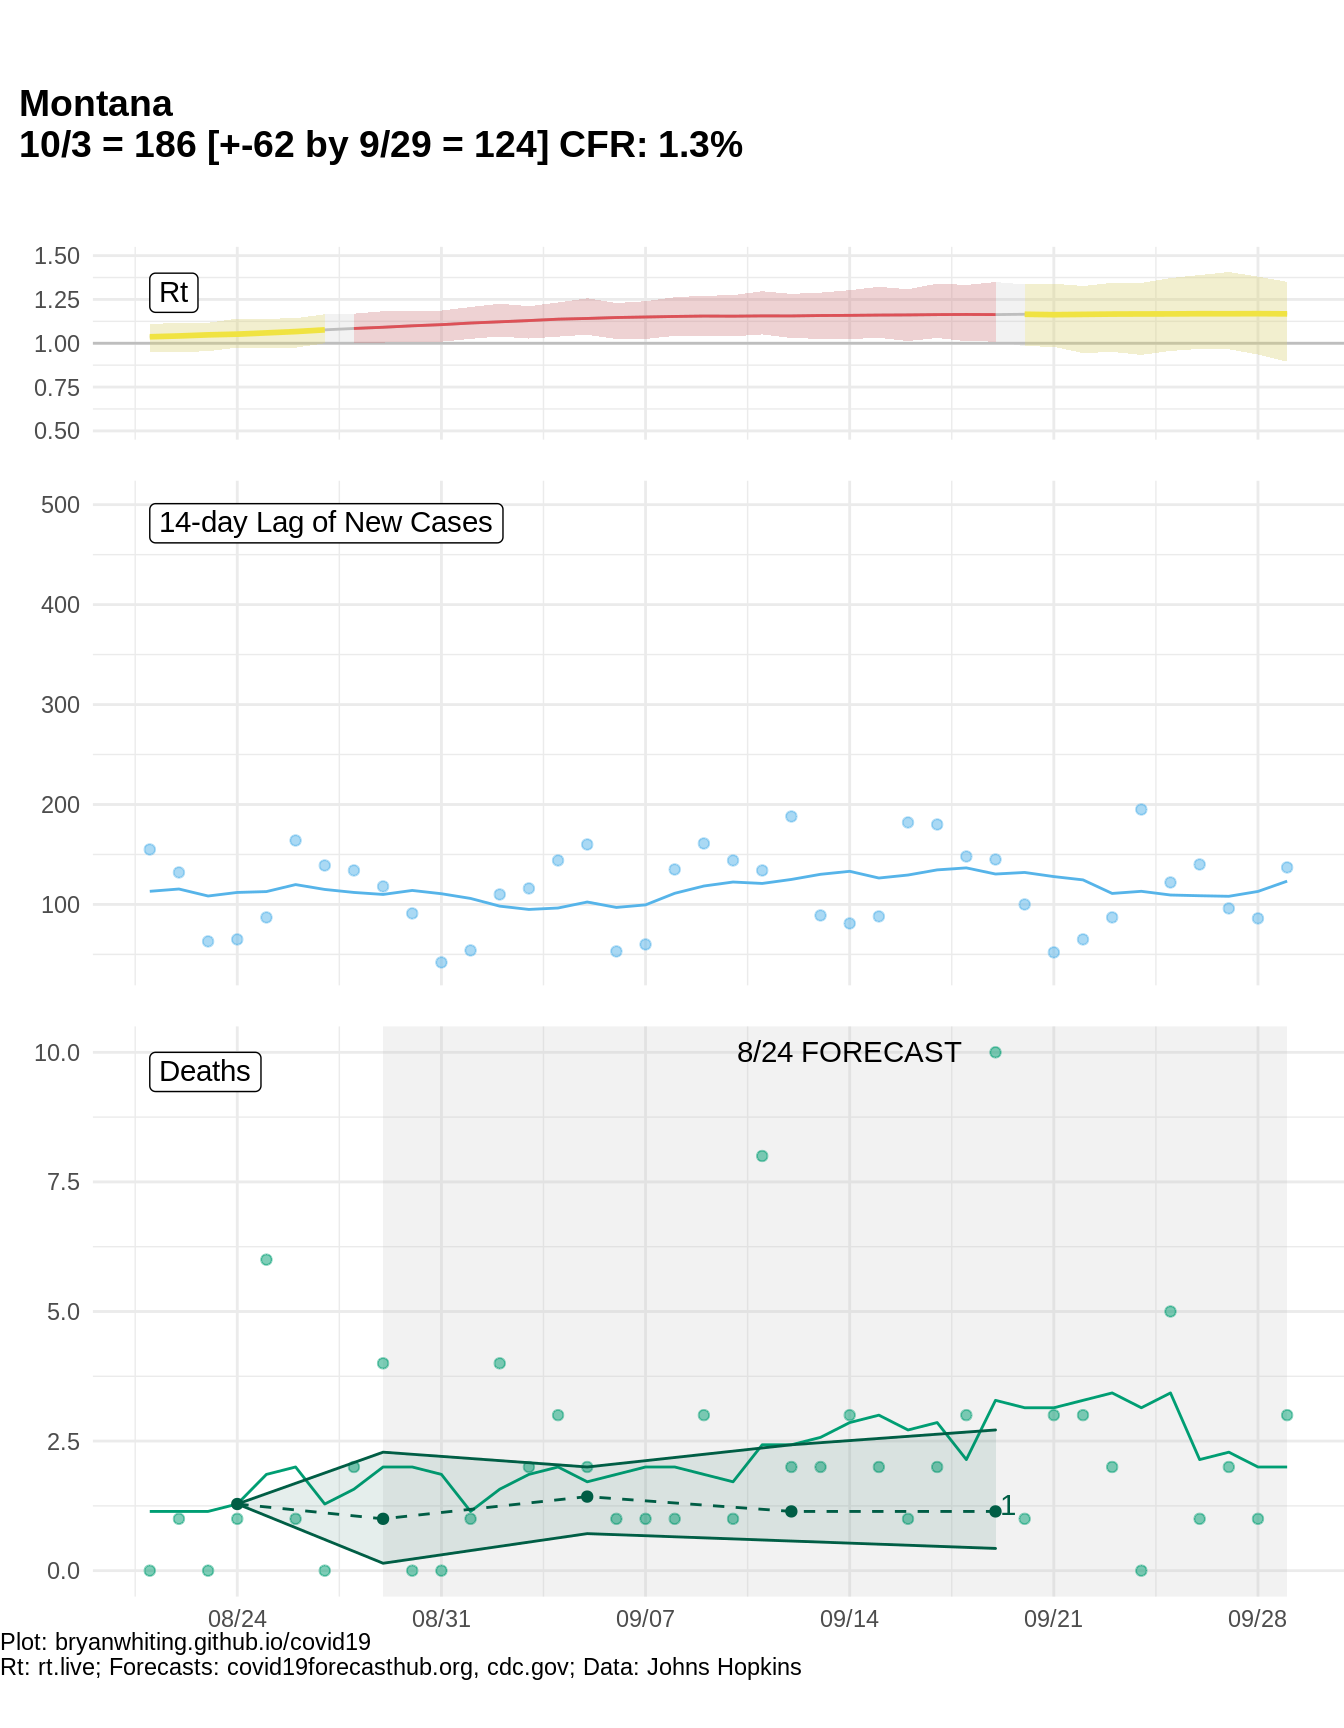 Montana
10/3 = 186 [+-62 by 9/29 = 124] CFR: 1.3%
1.50
Rt
1.25
1.00
0.75
0.50
500
14-day Lag of New Cases
400
300
200
100
10.0
8/24 FORECAST
Deaths
7.5
5.0
2.5
1
0.0
08/24 08/31 09/07 09/14 09/21 09/28
Plot: bryanwhiting.github.io/covid19
Rt: rt.live; Forecasts: covid19forecasthub.org, cdc.gov; Data: Johns Hopkins